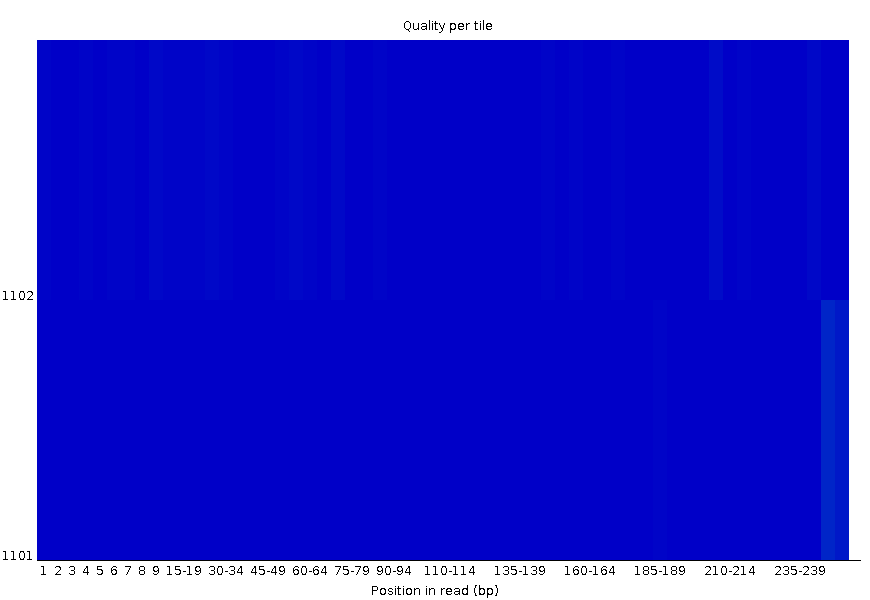 Quality per tile
1102
1101
1 2 3 4 5 6 7 8 9 15-19 30-34 45-49 60-64 75-79 90-94 110-114 135-139 160-164 185-189 210-214 235-239
Position in read (bp)